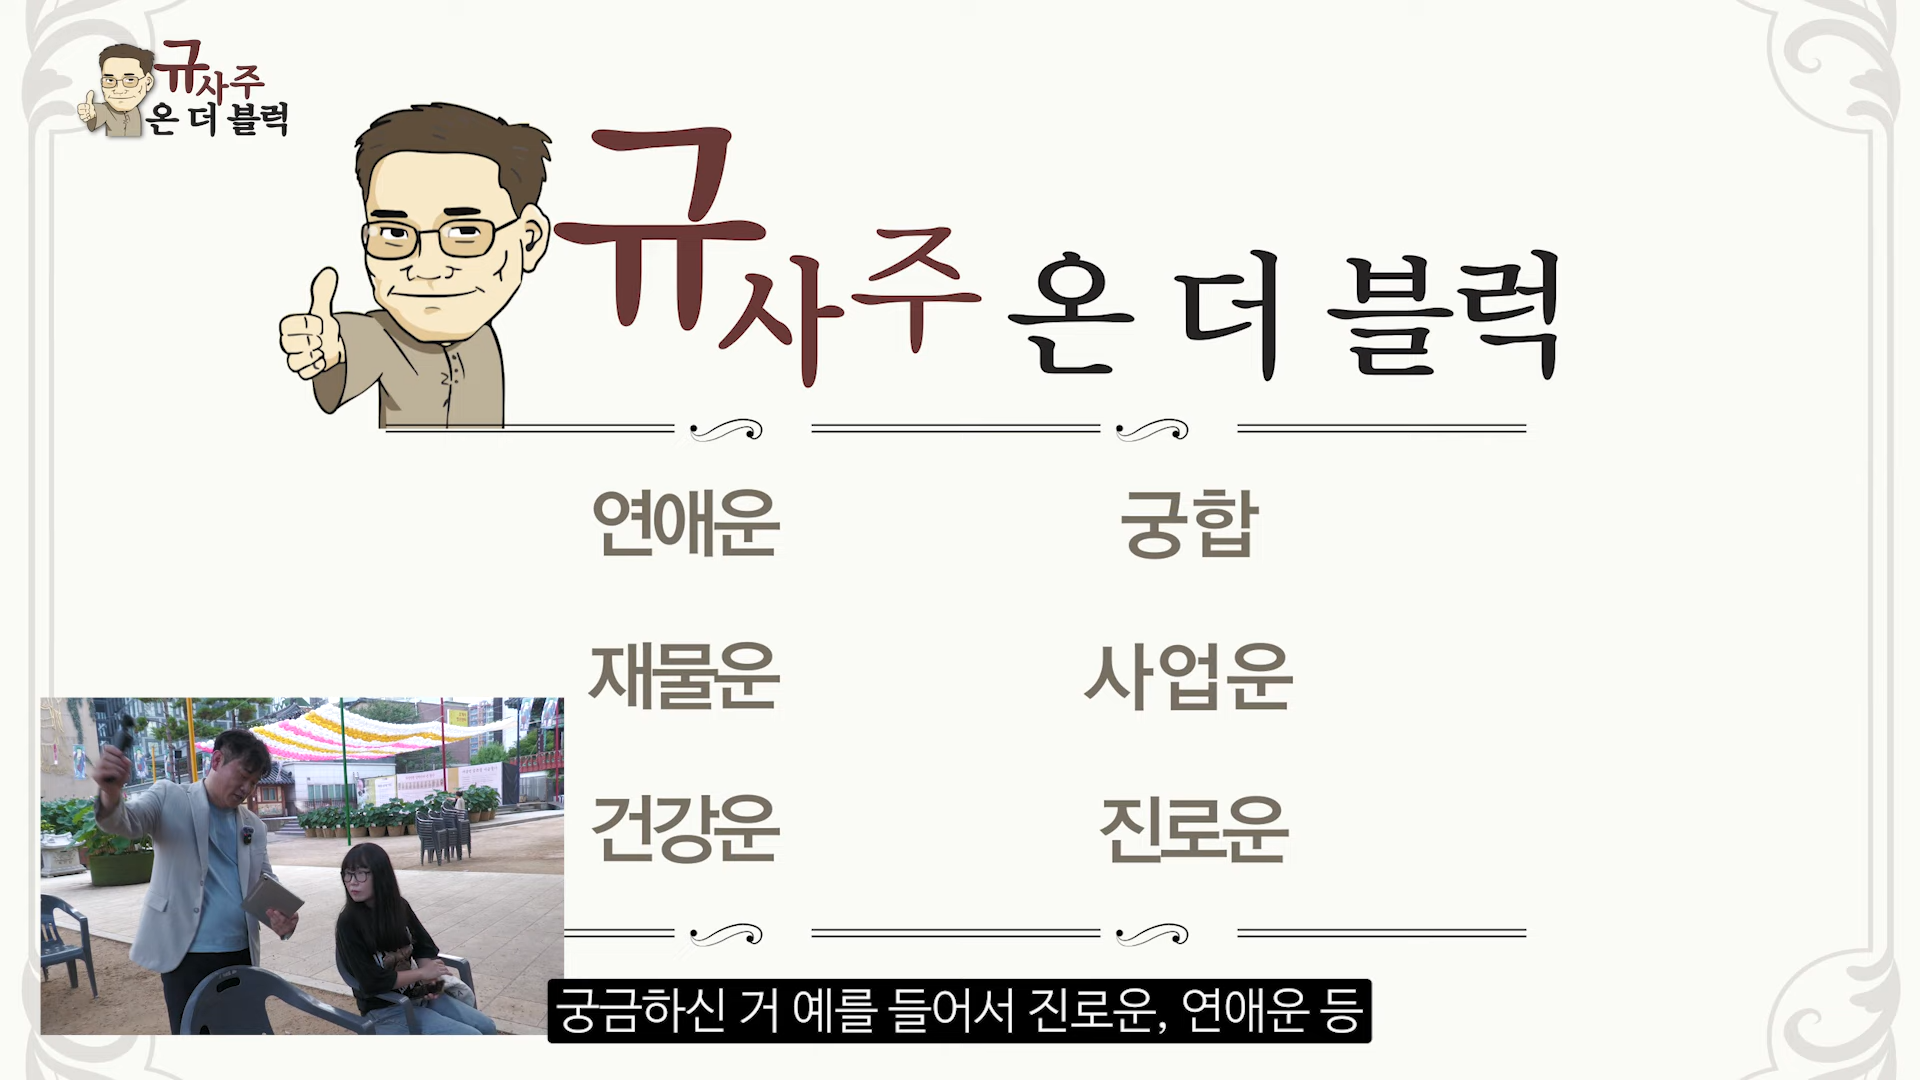 규사주
온 더 블럭
규사주 온 더 블럭
연애운 궁합
재물운 사업운
건강운 진로운
궁금하신 거 예를 들어서 진로운, 연애운 등